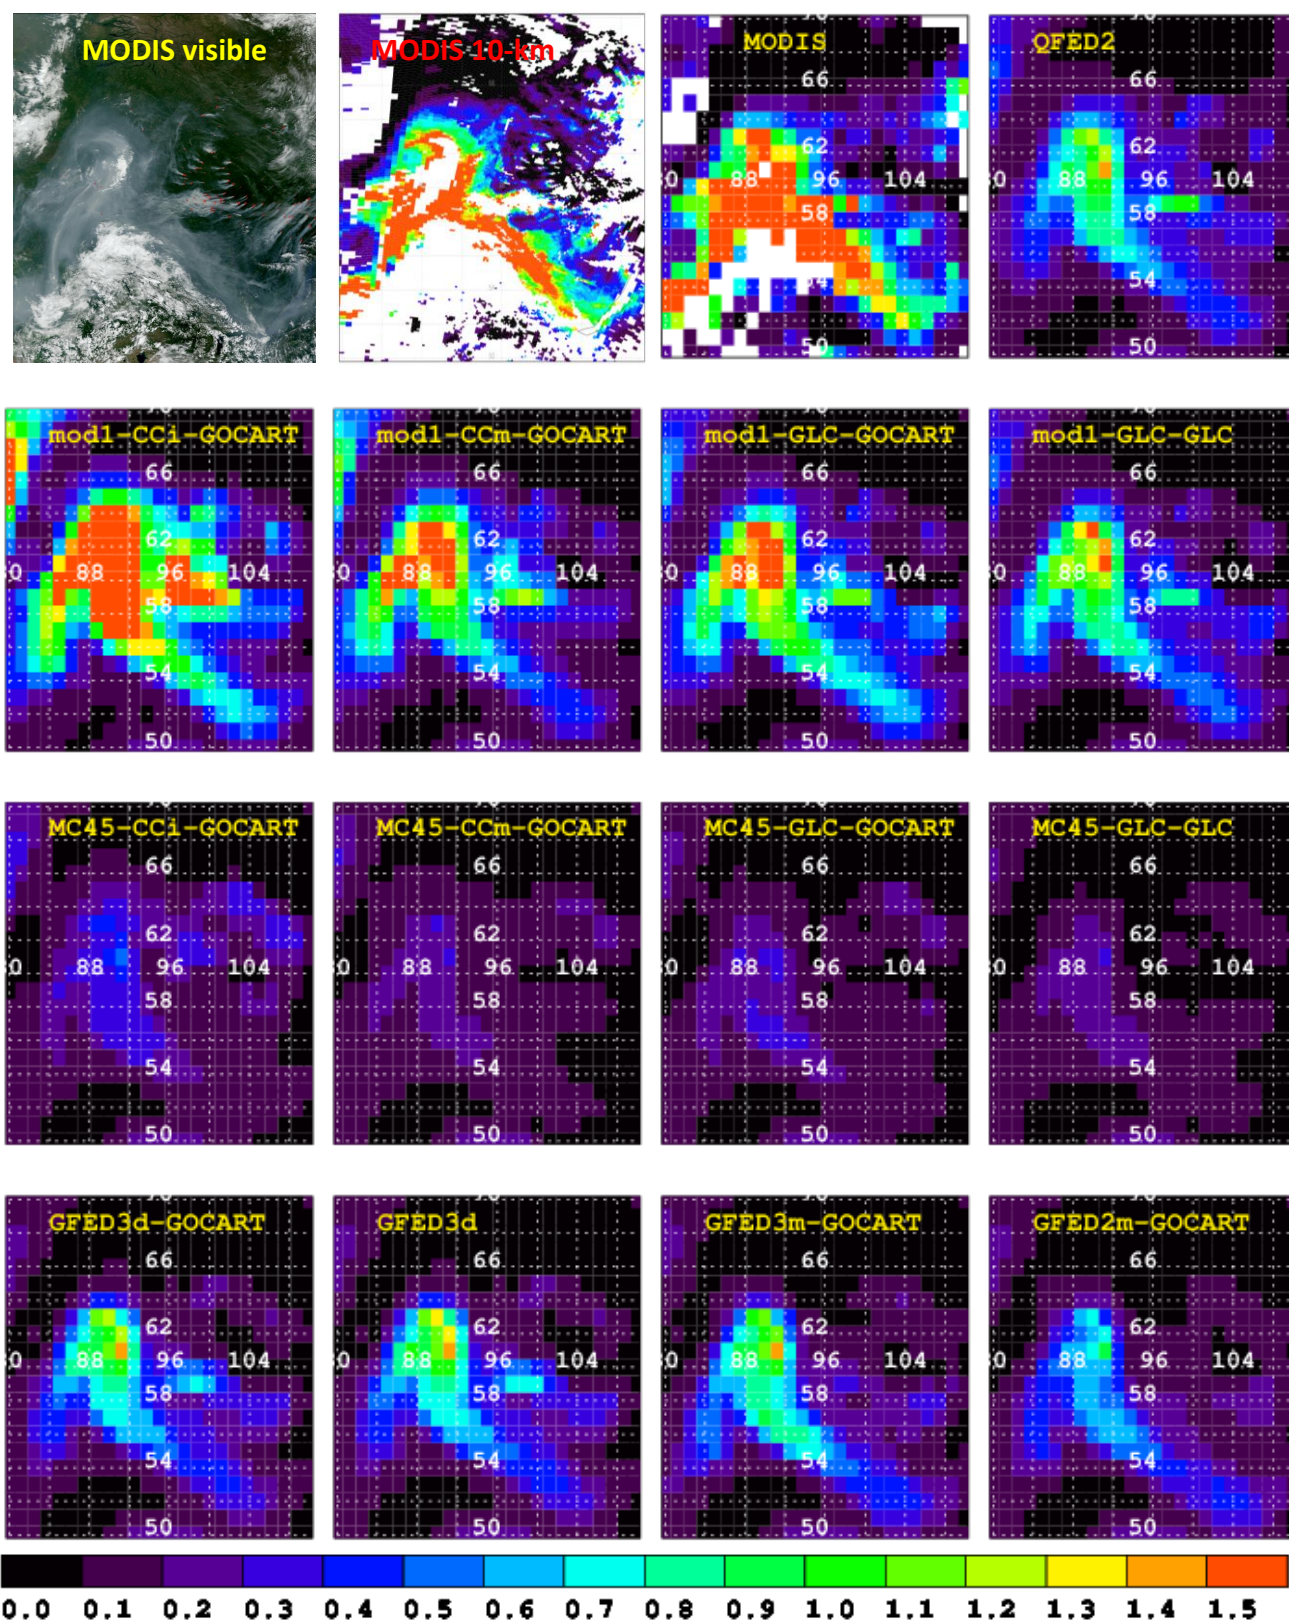 MODIS visible
MODIS 10-km
MODIS
66
62
88 96 104
58
54
50
QFED2
66
62
80 88 96 104
58
54
50
mod1-CCi-GOCART
66
62
88 96 104
58
54
50
mod1-CCm-GOCART
66
62
88 96 104
58
54
50
mod1-GLC-GOCART
66
62
88 96 104
58
54
50
mod1-GLC-GLC
66
62
88 96 104
58
54
50
MC45-CCi-GOCART
66
62
88 96 104
58
54
50
MC45-CCm-GOCART
66
62
88 96 104
58
54
50
MC45-GLC-GOCART
66
62
88 96 104
58
54
50
MC45-GLC-GLC
66
62
88 96 104
58
54
50
GFED3d-GOCART
66
62
88 96 104
58
54
50
GFED3d
66
62
88 96 104
58
54
50
GFED3m-GOCART
66
62
88 96 104
58
54
50
GFED2m-GOCART
66
62
88 96 104
58
54
50
0.0 0.1 0.2 0.3 0.4 0.5 0.6 0.7 0.8 0.9 1.0 1.1 1.2 1.3 1.4 1.5